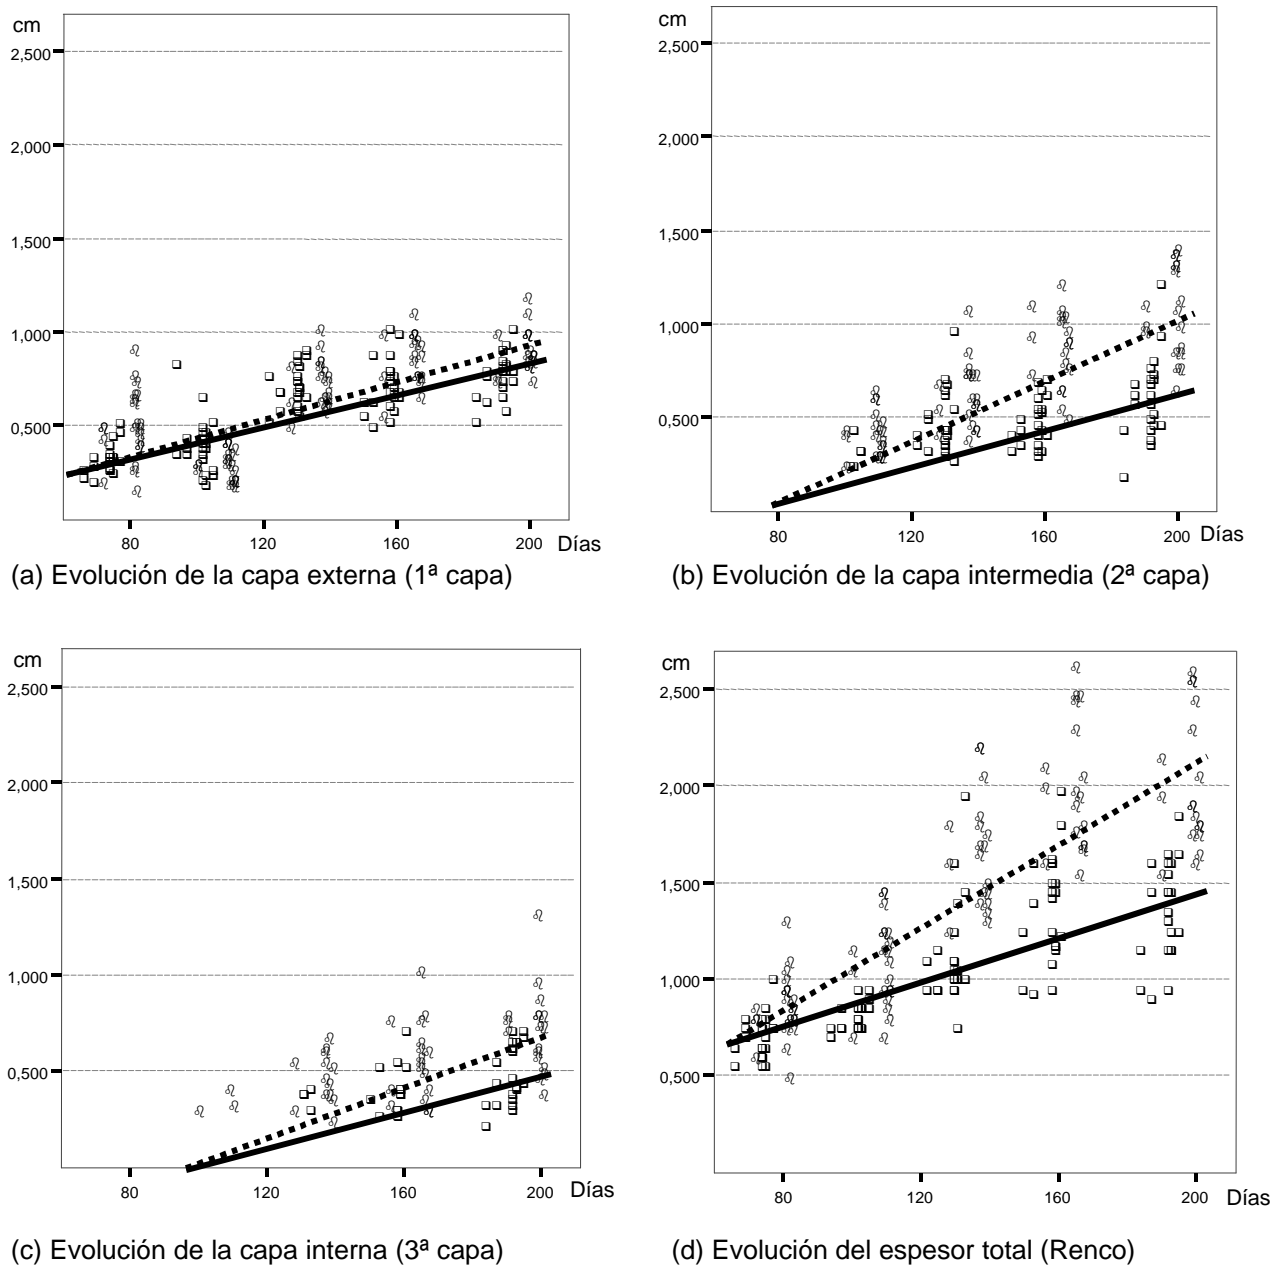 cm
2,500
2,000
1,500
1,000
0,500
80 120 160 200 Días
(a) Evolución de la capa externa (1ª capa)
cm
2,500
2,000
1,500
1,000
0,500
80 120 160 200 Días
(b) Evolución de la capa intermedia (2ª capa)
cm
2,500
2,000
1,500
1,000
0,500
80 120 160 200 Días
(c) Evolución de la capa interna (3ª capa)
cm
2,500
2,000
1,500
1,000
0,500
80 120 160 200 Días
(d) Evolución del espesor total (Renco)